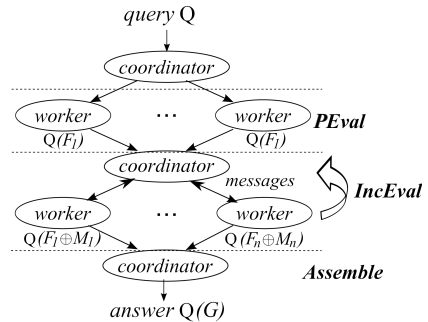 query Q
coordinator
worker ... worker
Q(F1) Q(F1) PEval
coordinator
messages
IncEval
worker ... worker
Q(F1⊕M1) Q(Fn⊕Mn)
coordinator
Assemble
answer Q(G)